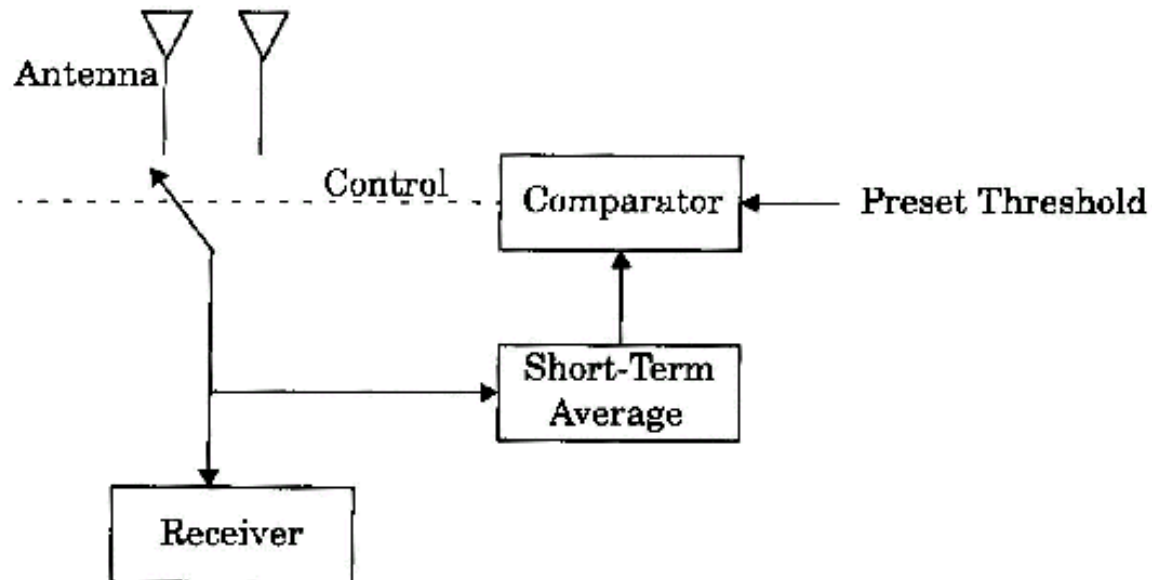 Antenna
Control
Comparator
Preset Threshold
Short-Term
Average
Receiver